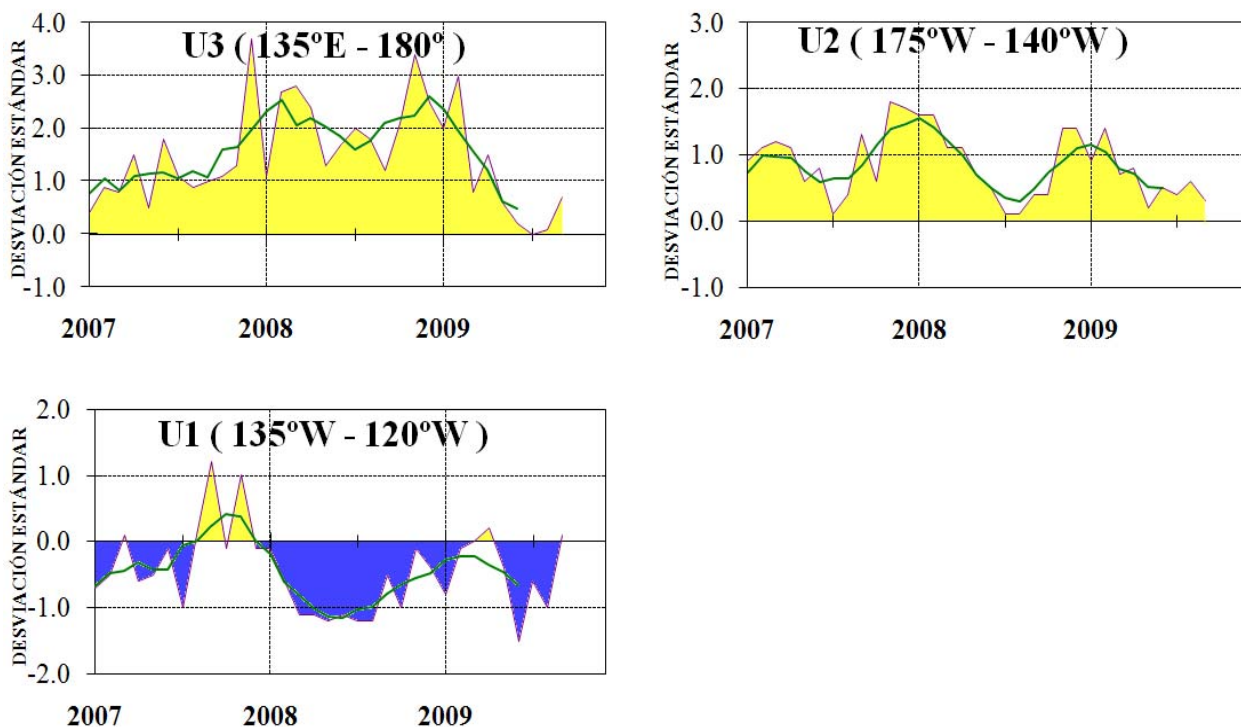 U3 ( 135ºE - 180º )
DESVIACIÓN ESTÁNDAR
4.0
3.0
2.0
1.0
0.0
-1.0
2007 2008 2009
U2 ( 175ºW - 140ºW )
DESVIACIÓN ESTÁNDAR
3.0
2.0
1.0
0.0
-1.0
2007 2008 2009
U1 ( 135ºW - 120ºW )
DESVIACIÓN ESTÁNDAR
2.0
1.0
0.0
-1.0
-2.0
2007 2008 2009